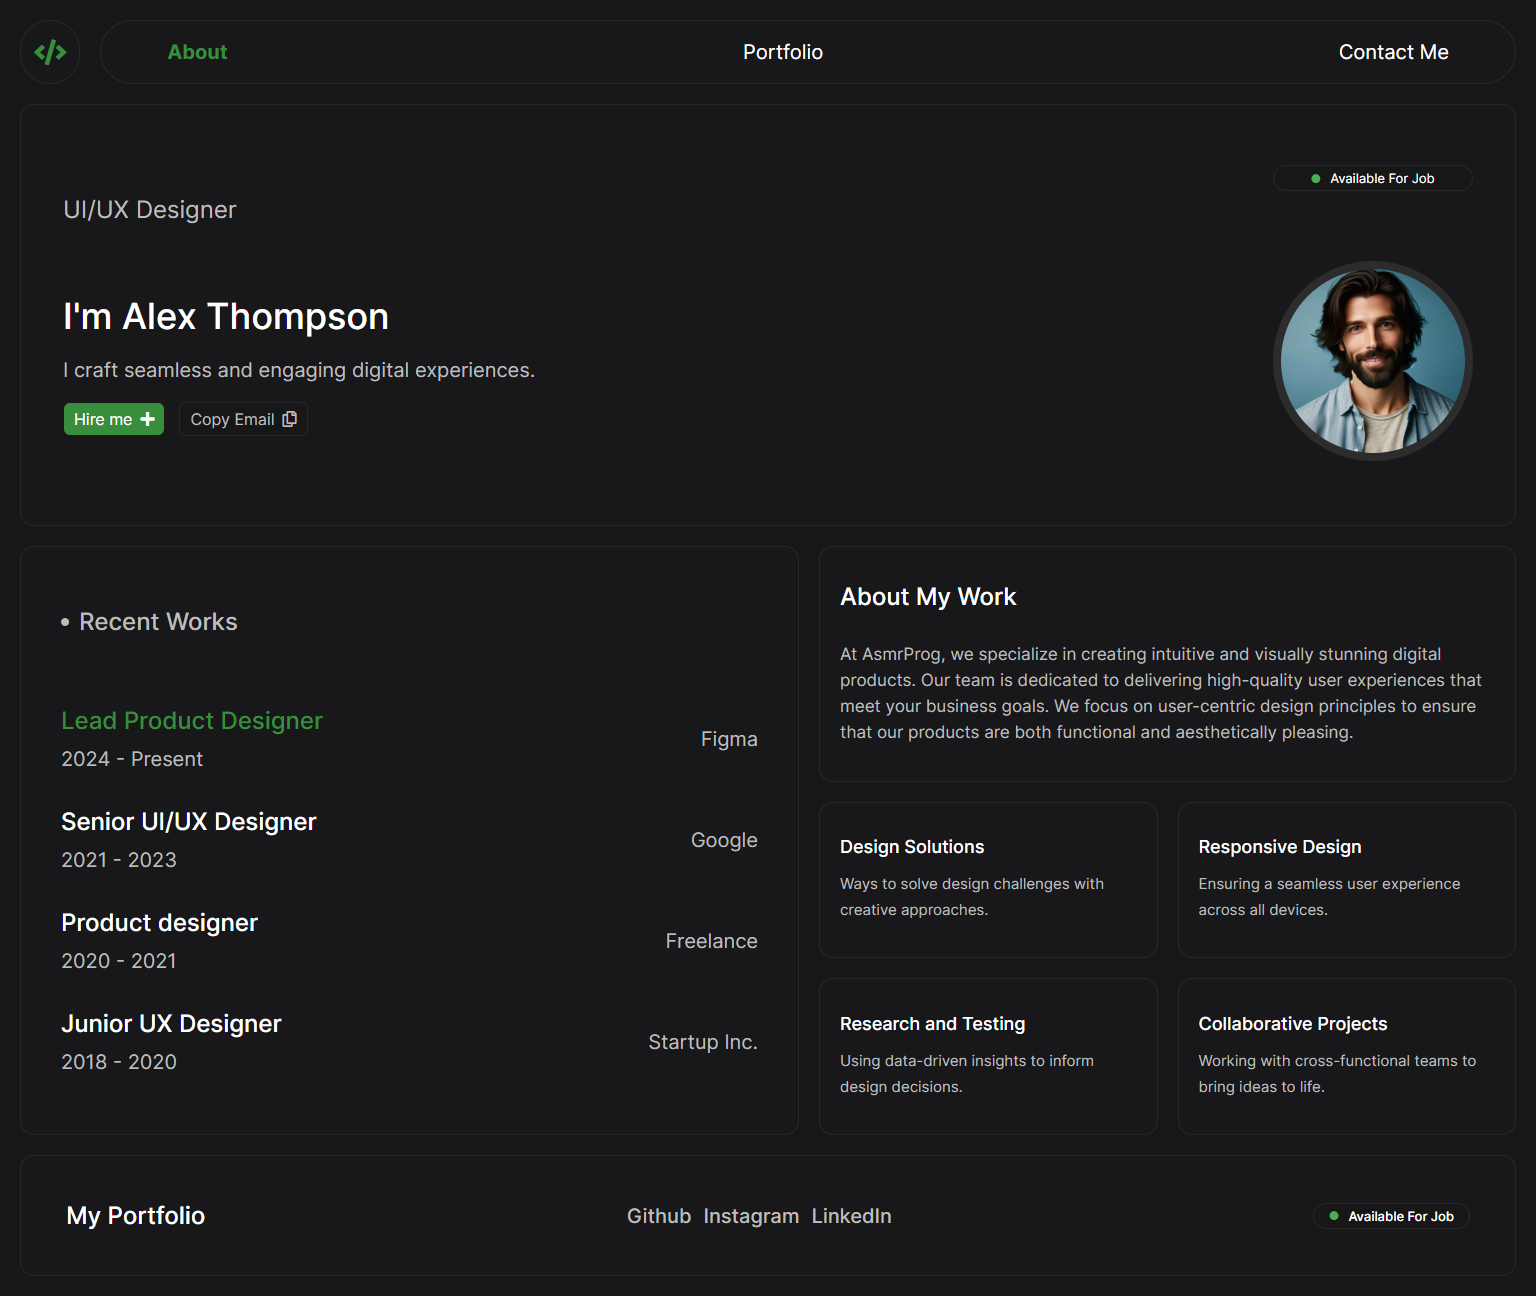 About
Portfolio
Contact Me
Available For Job
UI/UX Designer
I'm Alex Thompson
I craft seamless and engaging digital experiences.
Hire me
Copy Email
• Recent Works
Lead Product Designer
2024 - Present
Figma
Senior UI/UX Designer
2021 - 2023
Google
Product designer
2020 - 2021
Freelance
Junior UX Designer
2018 - 2020
Startup Inc.
About My Work
At AsmrProg, we specialize in creating intuitive and visually stunning digital
products. Our team is dedicated to delivering high-quality user experiences that
meet your business goals. We focus on user-centric design principles to ensure
that our products are both functional and aesthetically pleasing.
Design Solutions
Ways to solve design challenges with
creative approaches.
Responsive Design
Ensuring a seamless user experience
across all devices.
Research and Testing
Using data-driven insights to inform
design decisions.
Collaborative Projects
Working with cross-functional teams to
bring ideas to life.
My Portfolio
Github Instagram LinkedIn
Available For Job